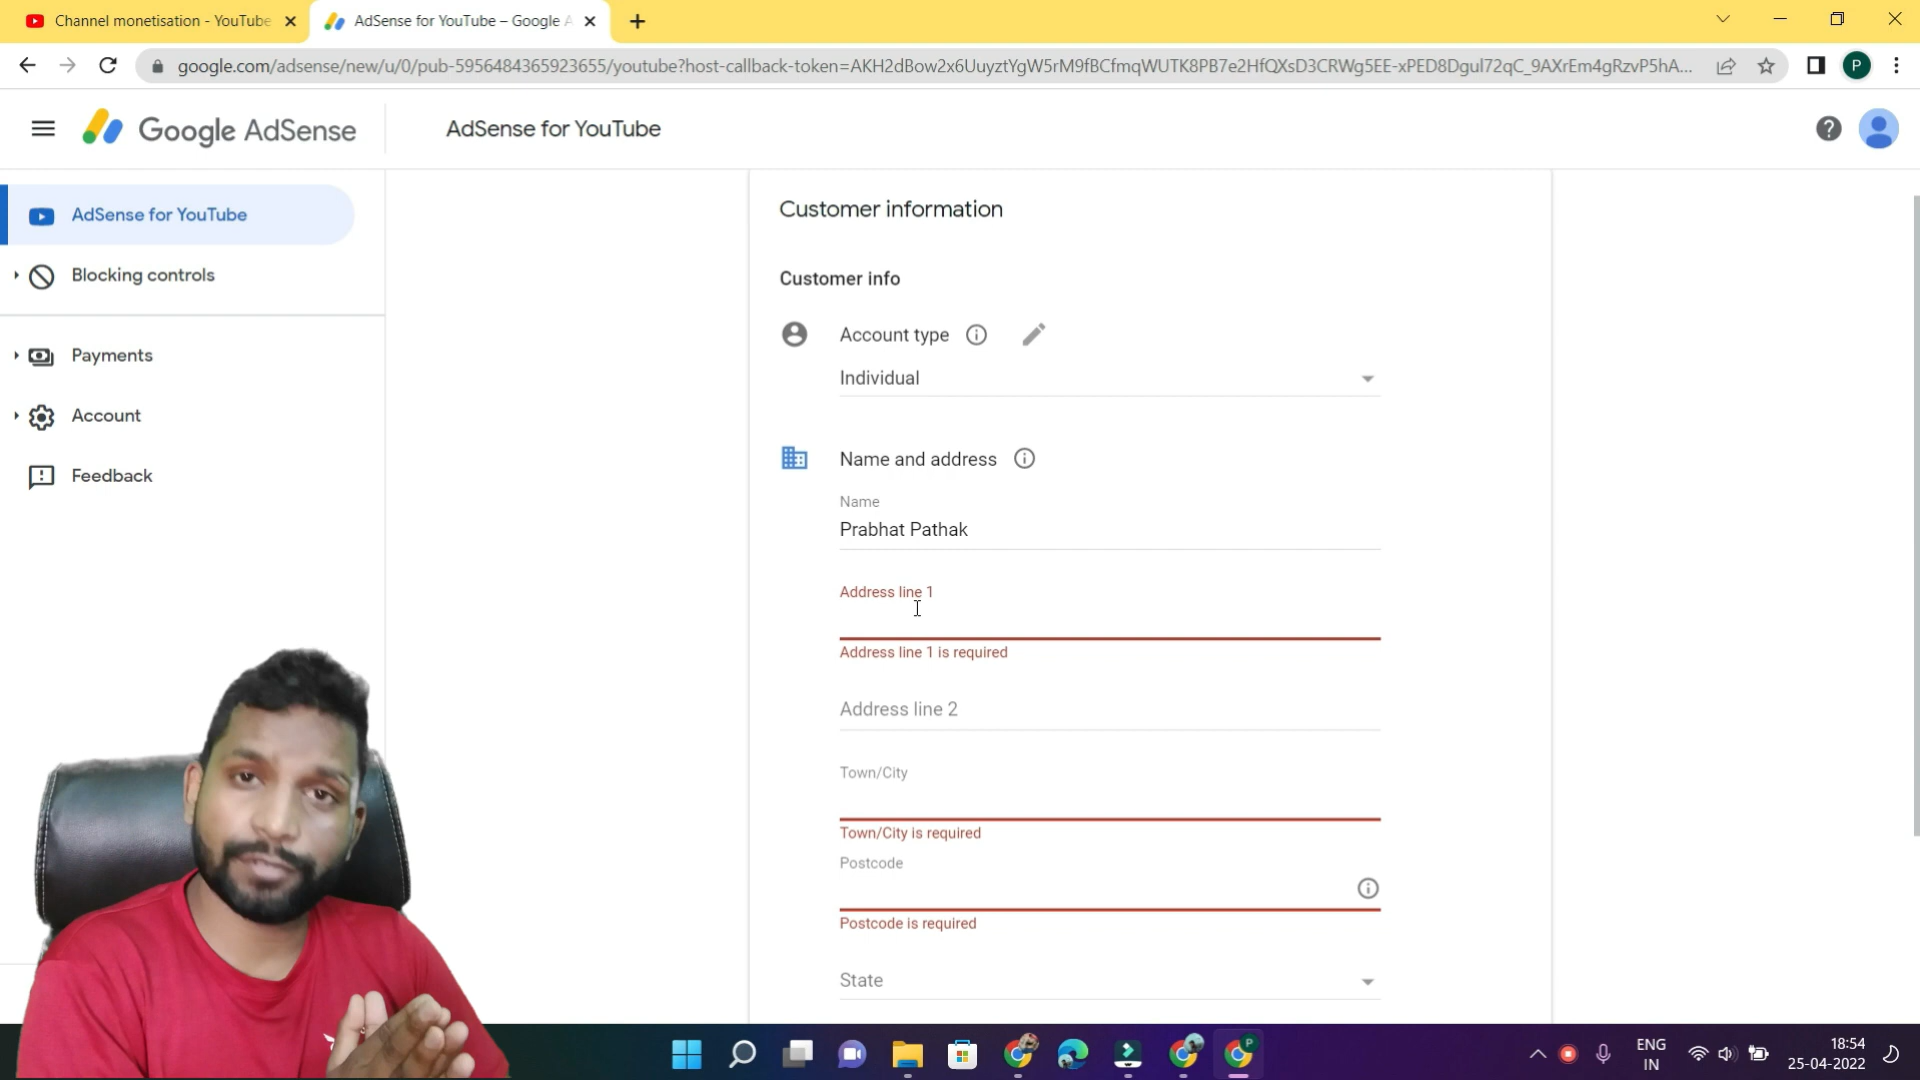 Channel monetisation - YouTube
AdSense for YouTube – Google A
google.com/adsense/new/u/0/pub-5956484365923655/youtube?host-callback-token=AKH2dBow2x6UuyztYgW5rM9fBCfmqWUTK8PB7e2HfQXsD3CRWg5EE-xPED8Dgul72qC_9AXrEm4gRzvP5hA...
P
Google AdSense
AdSense for YouTube
AdSense for YouTube
Blocking controls
Payments
Account
Feedback
Customer information
Customer info
Account type
Individual
Name and address
Name
Prabhat Pathak
Address line 1
Address line 1 is required
Address line 2
Town/City
Town/City is required
Postcode
Postcode is required
State
P
ENG
IN
18:54
25-04-2022